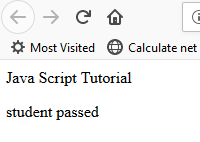 Most Visited Calculate net
Java Script Tutorial
student passed